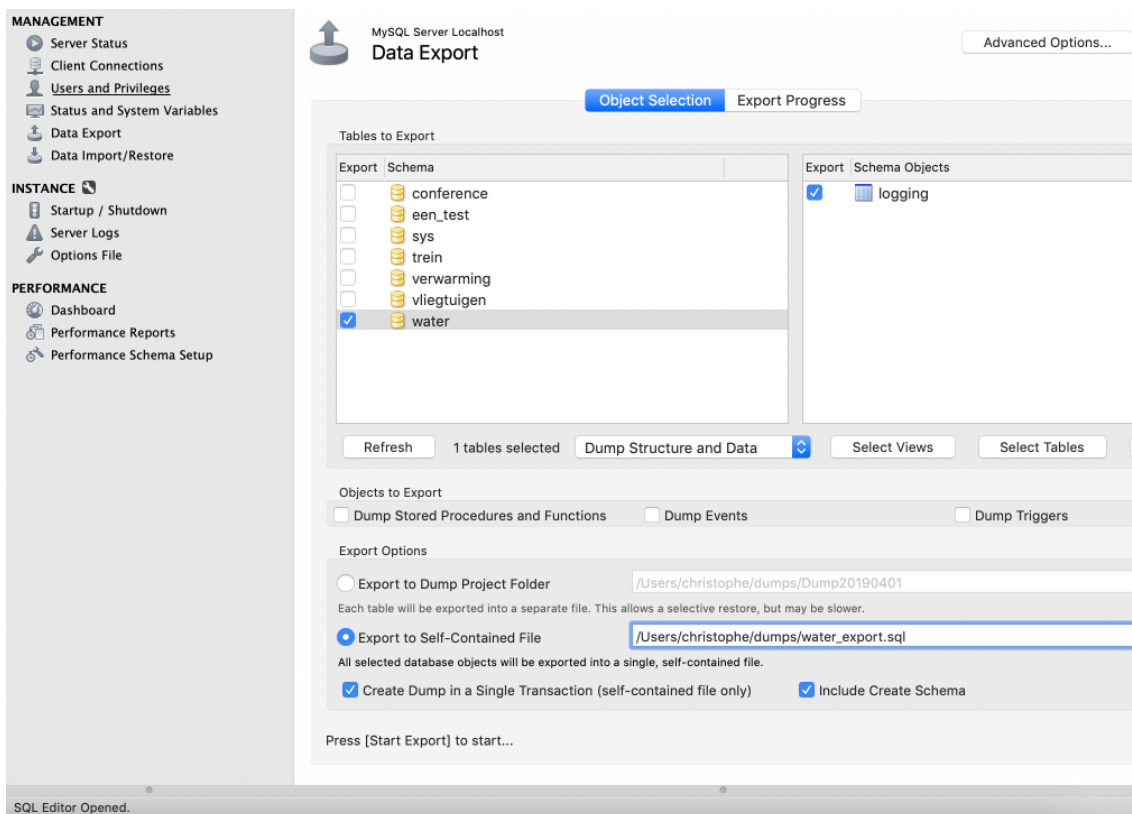 MANAGEMENT
Server Status
Client Connections
Users and Privileges
Status and System Variables
Data Export
Data Import/Restore
INSTANCE
Startup / Shutdown
Server Logs
Options File
PERFORMANCE
Dashboard
Performance Reports
Performance Schema Setup
MySQL Server Localhost
Data Export
Advanced Options...
Object Selection Export Progress
Tables to Export
Export Schema
conference
een_test
sys
trein
verwarming
vliegtuigen
water
Export Schema Objects
logging
Refresh 1 tables selected Dump Structure and Data Select Views Select Tables
Objects to Export
Dump Stored Procedures and Functions Dump Events Dump Triggers
Export Options
Export to Dump Project Folder /Users/christophe/dumps/Dump20190401
Each table will be exported into a separate file. This allows a selective restore, but may be slower.
Export to Self-Contained File /Users/christophe/dumps/water_export.sql
All selected database objects will be exported into a single, self-contained file.
Create Dump in a Single Transaction (self-contained file only) Include Create Schema
Press [Start Export] to start...
SQL Editor Opened.